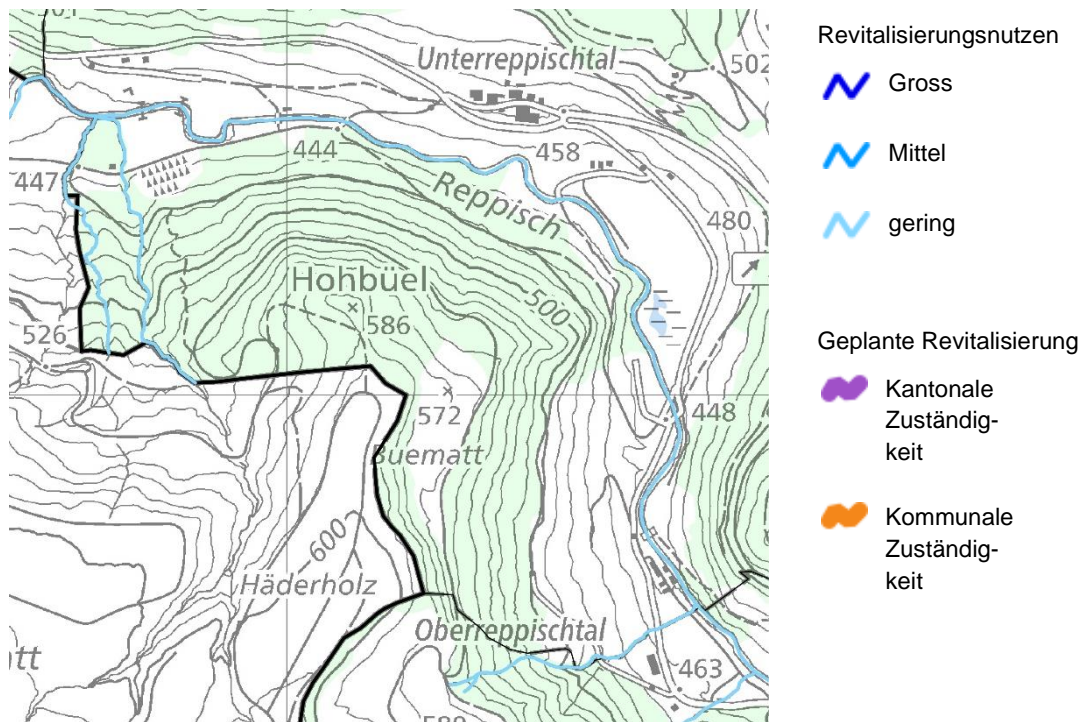 Unterreppischtal
502
444
458
447
Reppisch
480
Hohbüel
500
586
526
572
448
Buematt
600
Häderholz
Oberreppischtal
463
Revitalisierungsnutzen
Gross
Mittel
gering
Geplante Revitalisierung
Kantonale
Zuständig-
keit
Kommunale
Zuständig-
keit